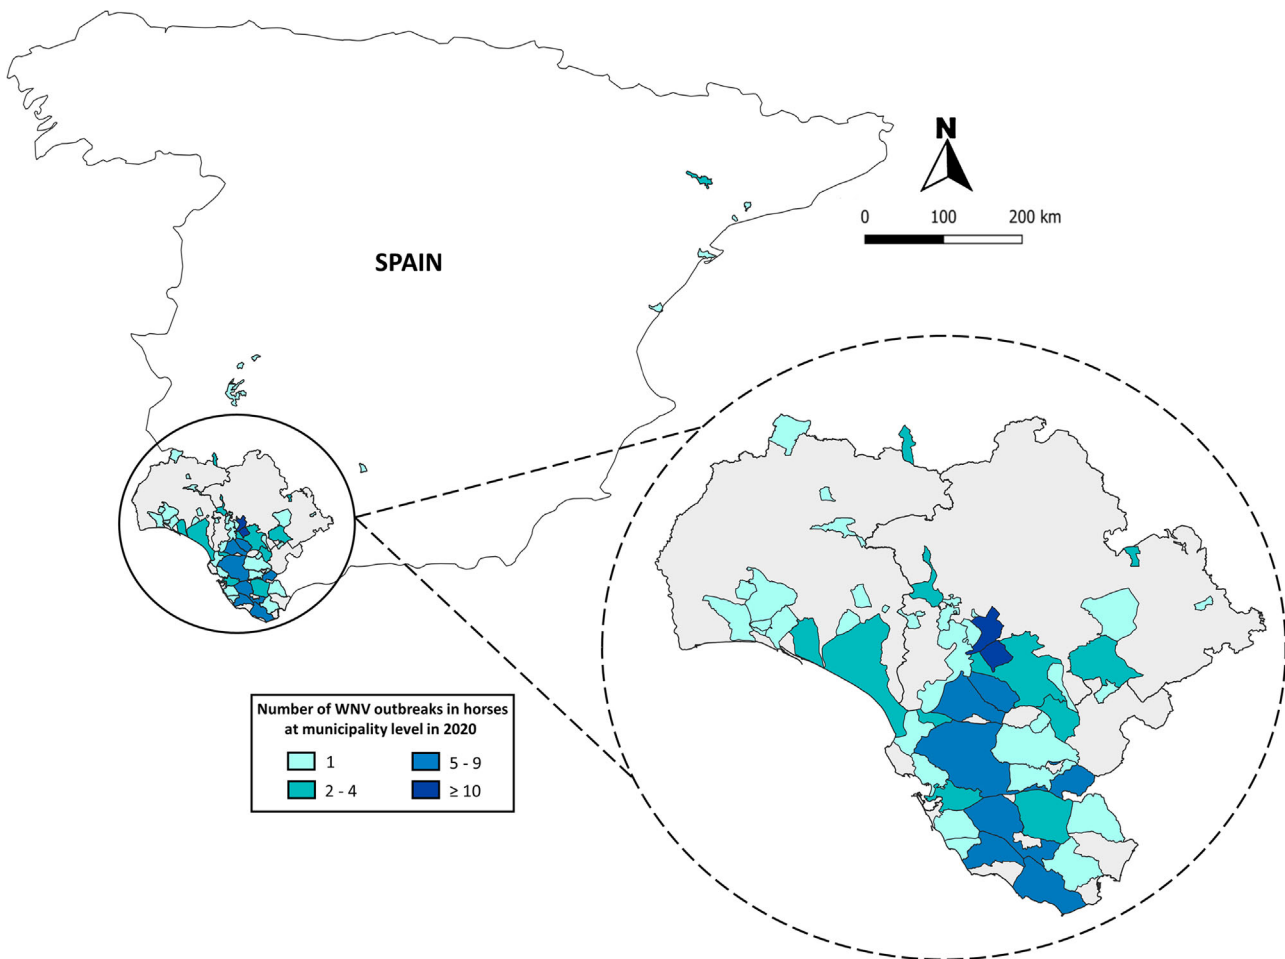 N
0 100 200 km
SPAIN
Number of WNV outbreaks in horses
at municipality level in 2020
1 5 - 9
2 - 4 ≥ 10